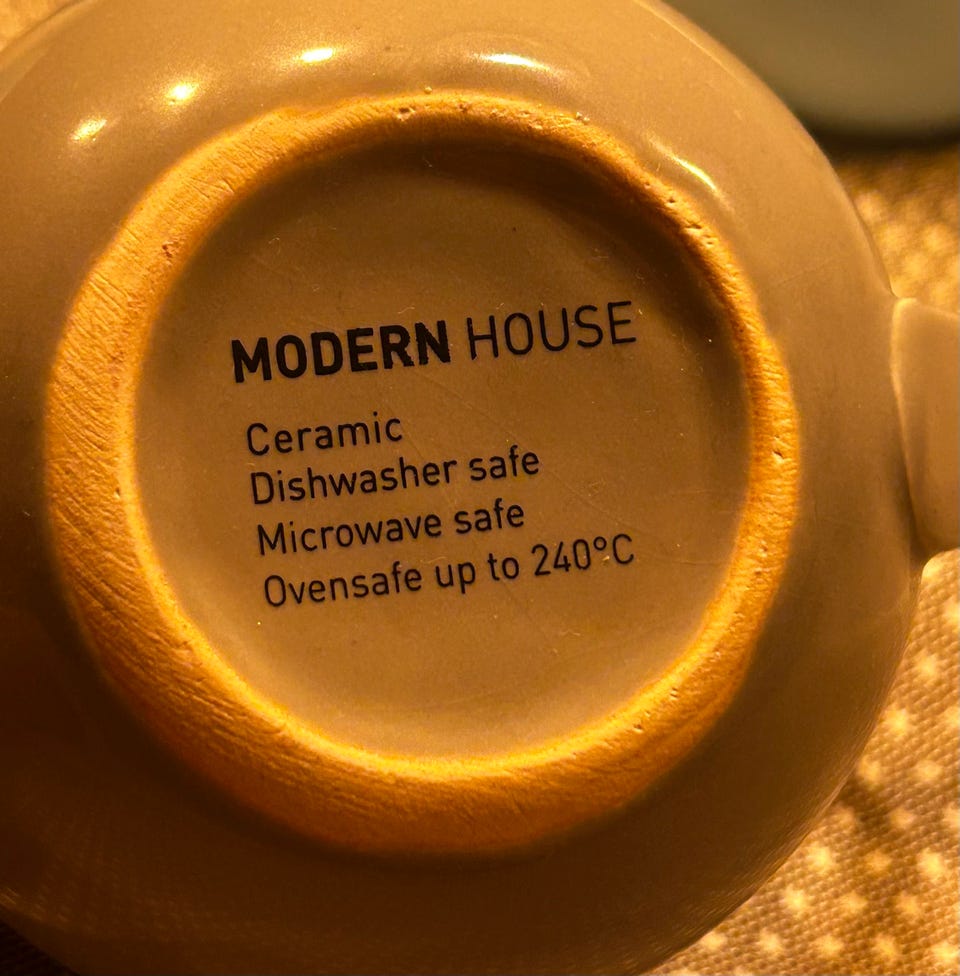 MODERN HOUSE
Ceramic
Dishwasher safe
Microwave safe
Ovensafe up to 240°C